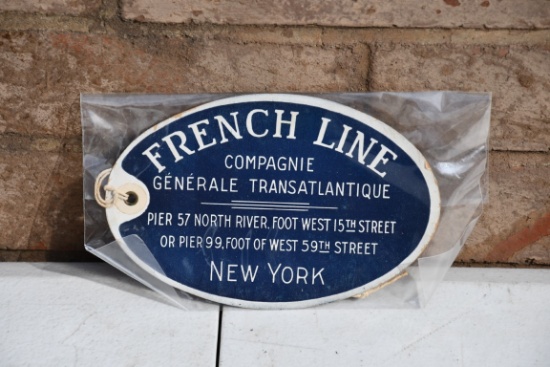 FRENCH LINE
COMPAGNIE
GÉNÉRALE TRANSATLANTIQUE
PIER 57 NORTH RIVER, FOOT WEST 15TH STREET
OR PIER 99, FOOT OF WEST 59TH STREET
NEW YORK